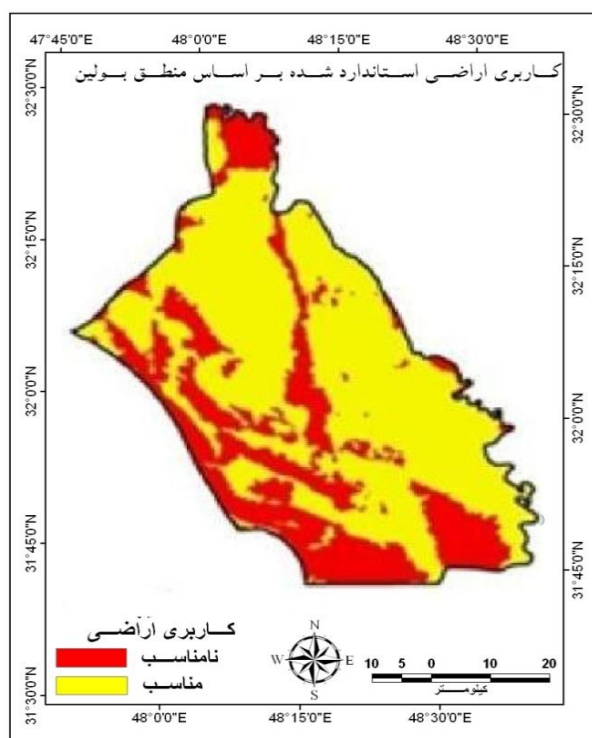 47°45'0"E 48°0'0"E 48°15'0"E 48°30'0"E
کاربری اراضی استاندارد شده بر اساس منطق بولین
32°30'0"N 32°30'0"N
32°15'0"N 32°15'0"N
32°0'0"N 32°0'0"N
31°45'0"N 31°45'0"N
31°30'0"N
کاربری اراضی
نامناسب
مناسب
N
W E
S
10 5 0 10 20
کیلومتر
48°0'0"E 48°15'0"E 48°30'0"E